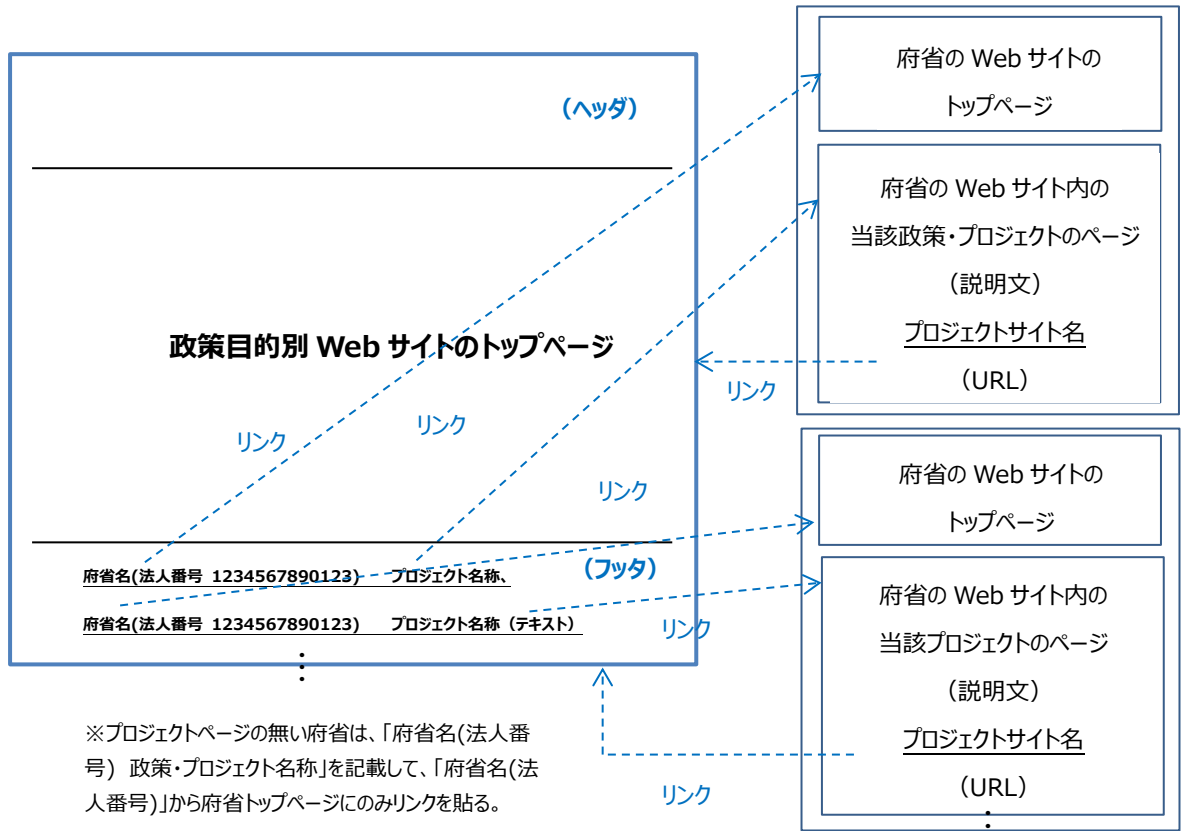 (ヘッダ)
政策目的別 Web サイトのトップページ
リンク
リンク
リンク
府省名(法人番号 1234567890123) プロジェクト名称、
(フッタ)
府省名(法人番号 1234567890123) プロジェクト名称（テキスト）
リンク
⋮
※プロジェクトページの無い府省は、「府省名(法人番
号) 政策・プロジェクト名称」を記載して、「府省名(法
人番号)」から府省トップページにのみリンクを貼る。
リンク
リンク
府省の Web サイトの
トップページ
府省の Web サイト内の
当該政策・プロジェクトのページ
（説明文）
プロジェクトサイト名
（URL）
府省の Web サイトの
トップページ
府省の Web サイト内の
当該プロジェクトのページ
（説明文）
プロジェクトサイト名
（URL）
⋮